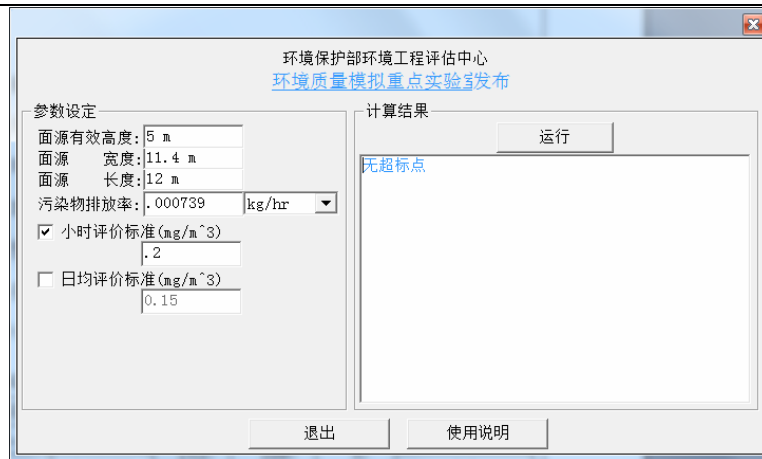 环境保护部环境工程评估中心
环境质量模拟重点实验室发布
参数设定
面源有效高度: 5 m
面源 宽度: 11.4 m
面源 长度: 12 m
污染物排放率: .000739 kg/hr
小时评价标准(mg/m^3)
.2
日均评价标准(mg/m^3)
0.15
计算结果
运行
无超标点
退出 使用说明